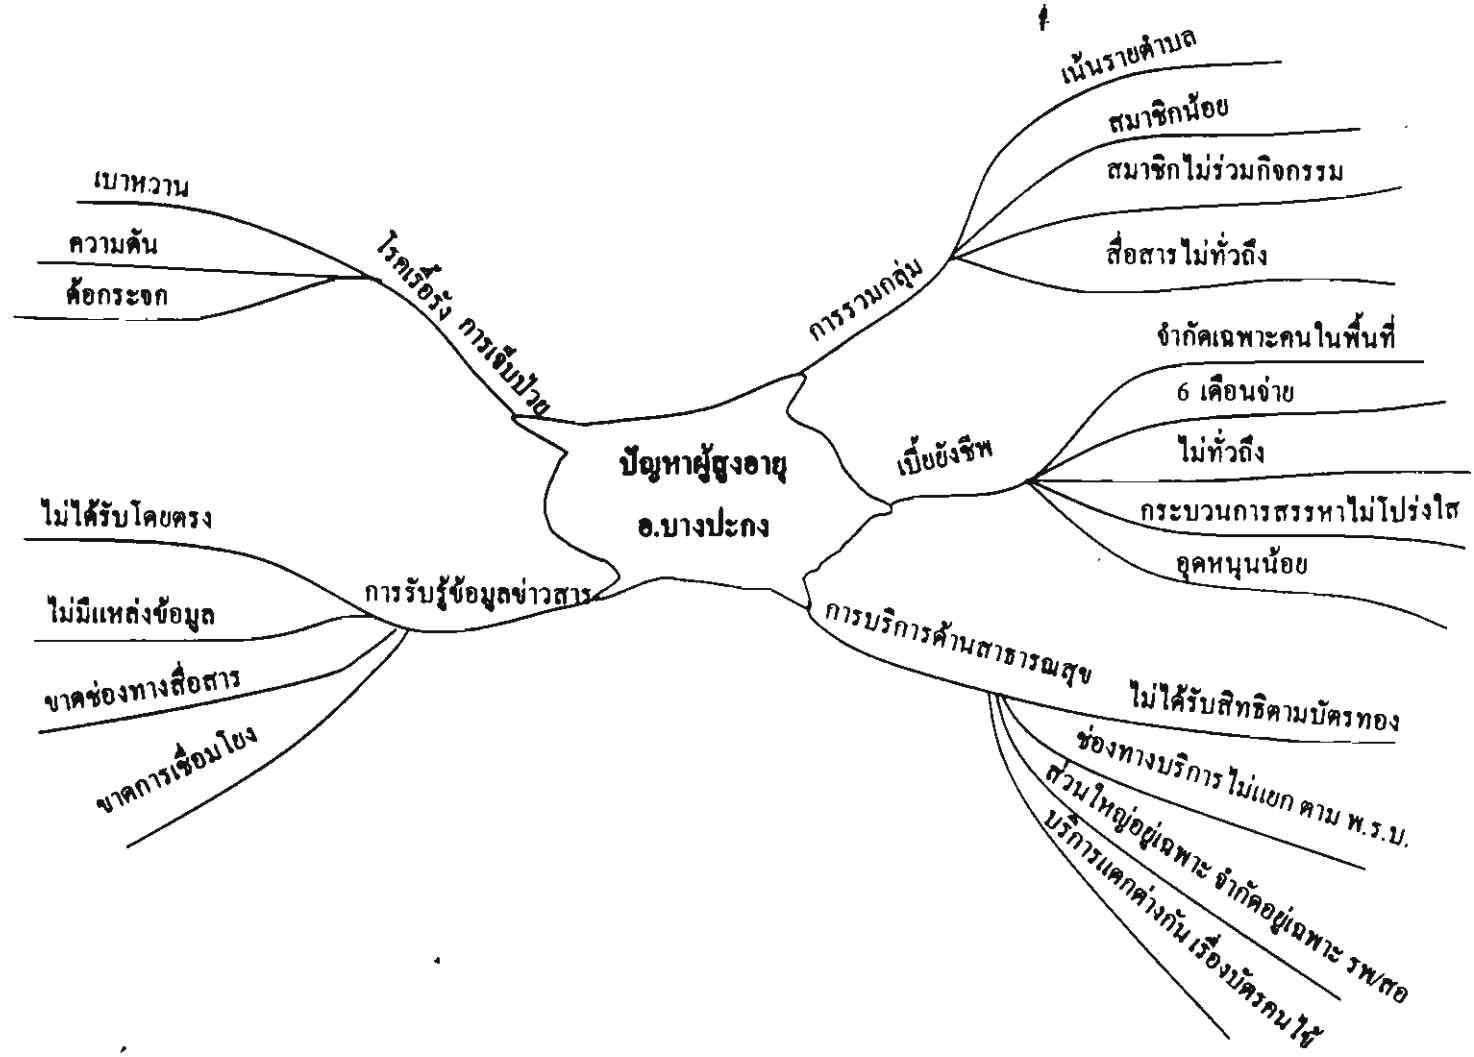 ปัญหาผู้สูงอายุ
อ.บางปะกง
โรคเรื้อรัง การเจ็บป่วย
เบาหวาน
ความดัน
ต้อกระจก
การรับรู้ข้อมูลข่าวสาร
ไม่ได้รับโดยตรง
ไม่มีแหล่งข้อมูล
ขาดช่องทางสื่อสาร
ขาดการเชื่อมโยง
การรวมกลุ่ม
เน้นรายตำบล
สมาชิกน้อย
สมาชิกไม่ร่วมกิจกรรม
สื่อสารไม่ทั่วถึง
เบี้ยยังชีพ
จำกัดเฉพาะคนในพื้นที่
6 เดือนจ่าย
ไม่ทั่วถึง
กระบวนการสรรหาไม่โปร่งใส
อุดหนุนน้อย
การบริการด้านสาธารณสุข
ไม่ได้รับสิทธิตามบัตรทอง
ช่องทางบริการไม่แยก ตาม พ.ร.บ.
ส่วนใหญ่อยู่เฉพาะ จำกัดอยู่เฉพาะ รพ/สอ
บริการแตกต่างกัน เรื่องบัตรคนไข้